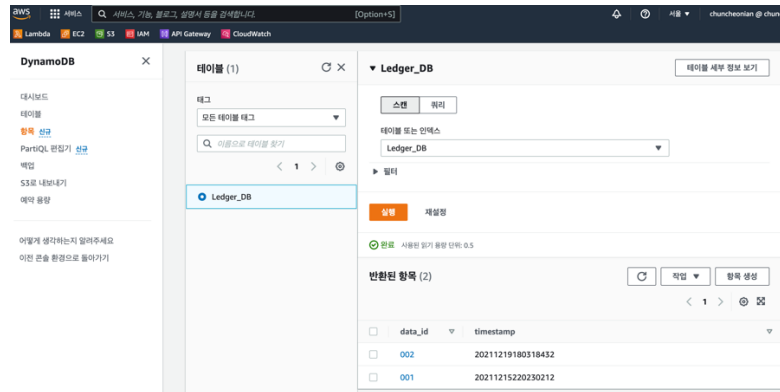 aws
서비스
서비스, 기능, 블로그, 설명서 등을 검색합니다.
[Option+S]
서울 ▼
chuncheonian @ chun
Lambda
EC2
S3
IAM
API Gateway
CloudWatch
DynamoDB
대시보드
테이블
항목 신규
PartiQL 편집기 신규
백업
S3로 내보내기
예약 용량
어떻게 생각하는지 알려주세요
이전 콘솔 환경으로 돌아가기
테이블 (1)
태그
모든 테이블 태그
이름으로 테이블 찾기
1
Ledger_DB
▼ Ledger_DB
테이블 세부 정보 보기
스캔
쿼리
테이블 또는 인덱스
Ledger_DB
▶ 필터
실행
재설정
완료 사용된 읽기 용량 단위: 0.5
반환된 항목 (2)
작업 ▼
항목 생성
1
data_id
timestamp
002
20211219180318432
001
20211215220230212